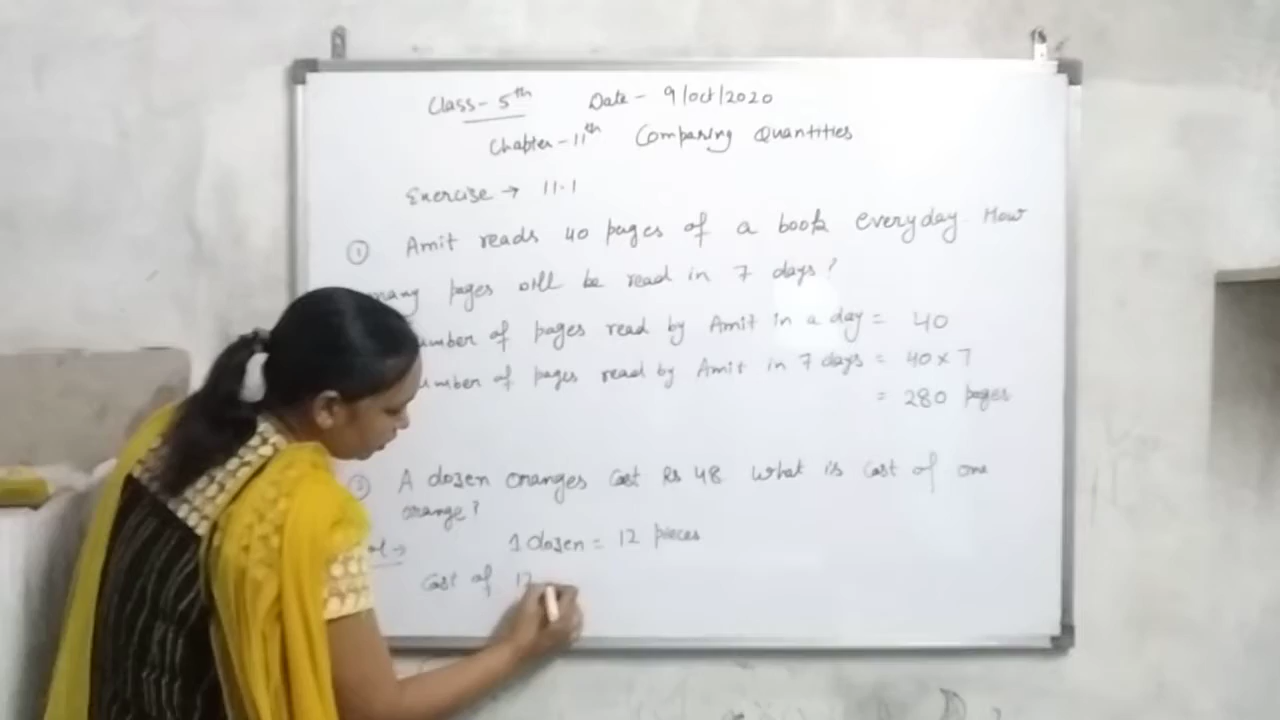 Class - 5th Date - 9/Oct/2020
Chapter - 11th Comparing Quantities
Exercise → 11.1
① Amit reads 40 pages of a book everyday. How
many pages will be read in 7 days?
umber of pages read by Amit in a day = 40
umber of pages read by Amit in 7 days = 40 x 7
= 280 pages
② A dozen oranges cost Rs 48. What is cost of one
orange?
1 dozen = 12 pieces
Cost of 12